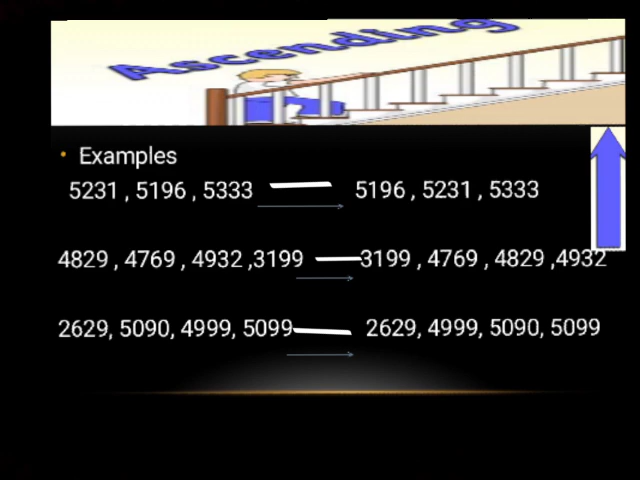 Ascending
• Examples
5231 , 5196 , 5333 5196 , 5231 , 5333
4829 , 4769 , 4932 ,3199 3199 , 4769 , 4829 ,4932
2629, 5090, 4999, 5099 2629, 4999, 5090, 5099